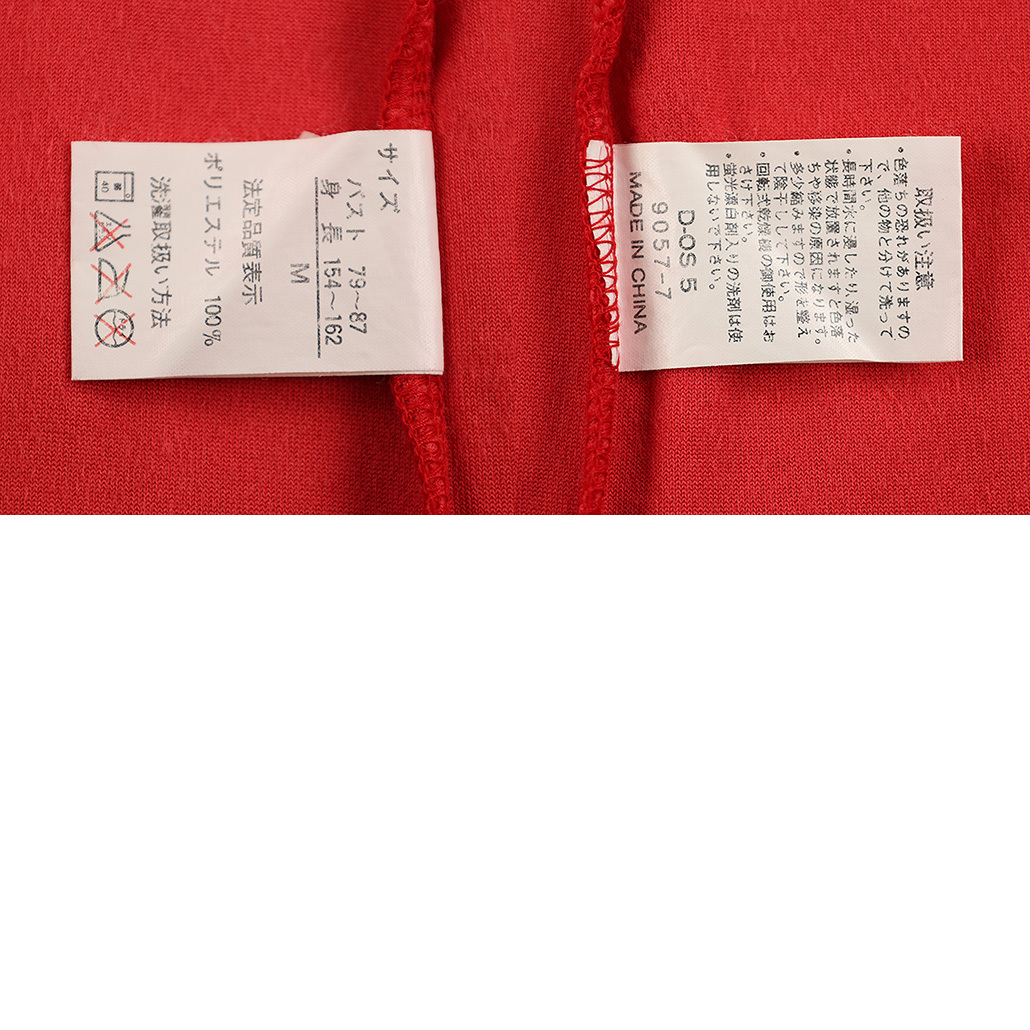 サイズ
バスト 79~87
身 長 154~162
M
法定品質表示
ポリエステル 100%
洗濯取扱い方法
40
取扱い注意
・色落ちの恐れがありますの
で、他の物と分けて洗って
下さい。
・長時間水に浸したり、湿った
状態で放置されますと色落
ちや移染の原因になります。
・多少縮みますので形を整え
て陰干しして下さい。
・回転式乾燥機の御使用はお
さけ下さい。
・蛍光漂白剤入りの洗剤は使
用しないで下さい。
D-OS 5
9057-7
MADE IN CHINA